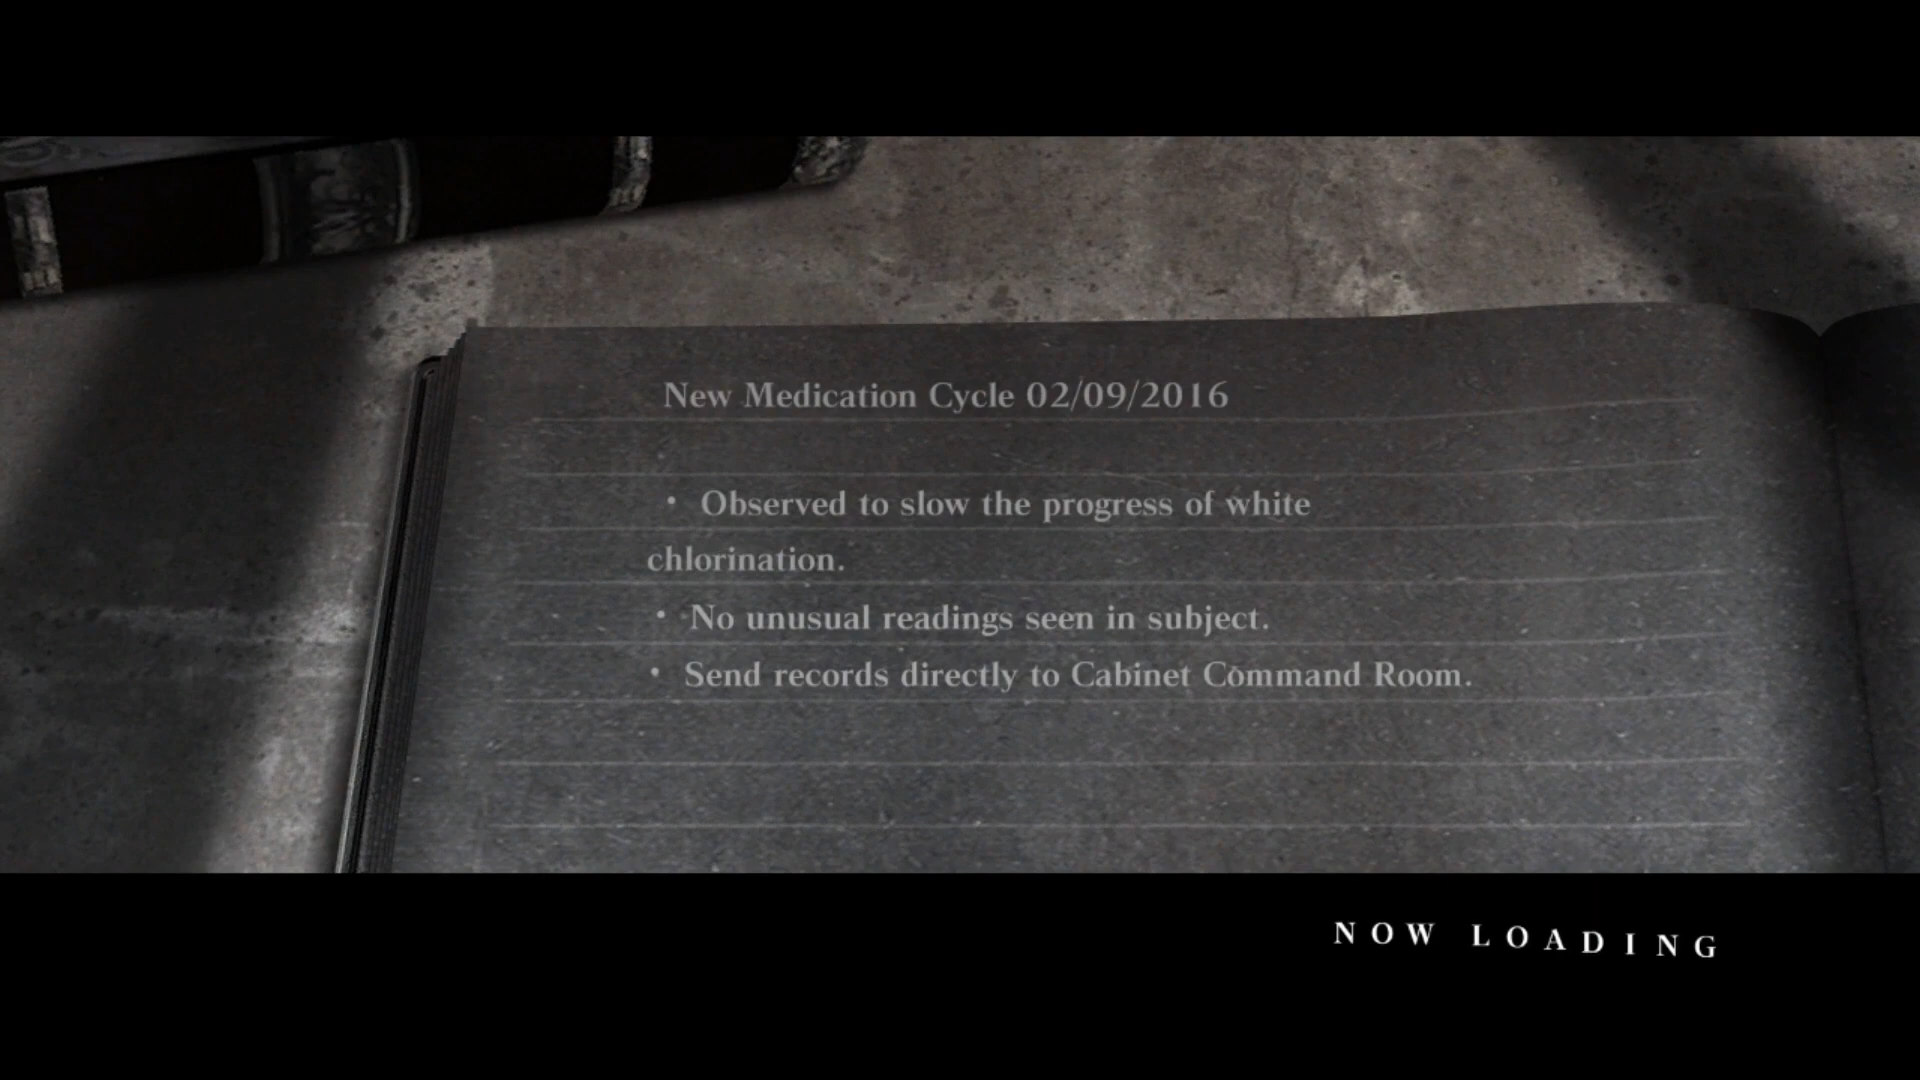 New Medication Cycle 02/09/2016
・ Observed to slow the progress of white
chlorination.
・ No unusual readings seen in subject.
・ Send records directly to Cabinet Command Room.
NOW LOADING